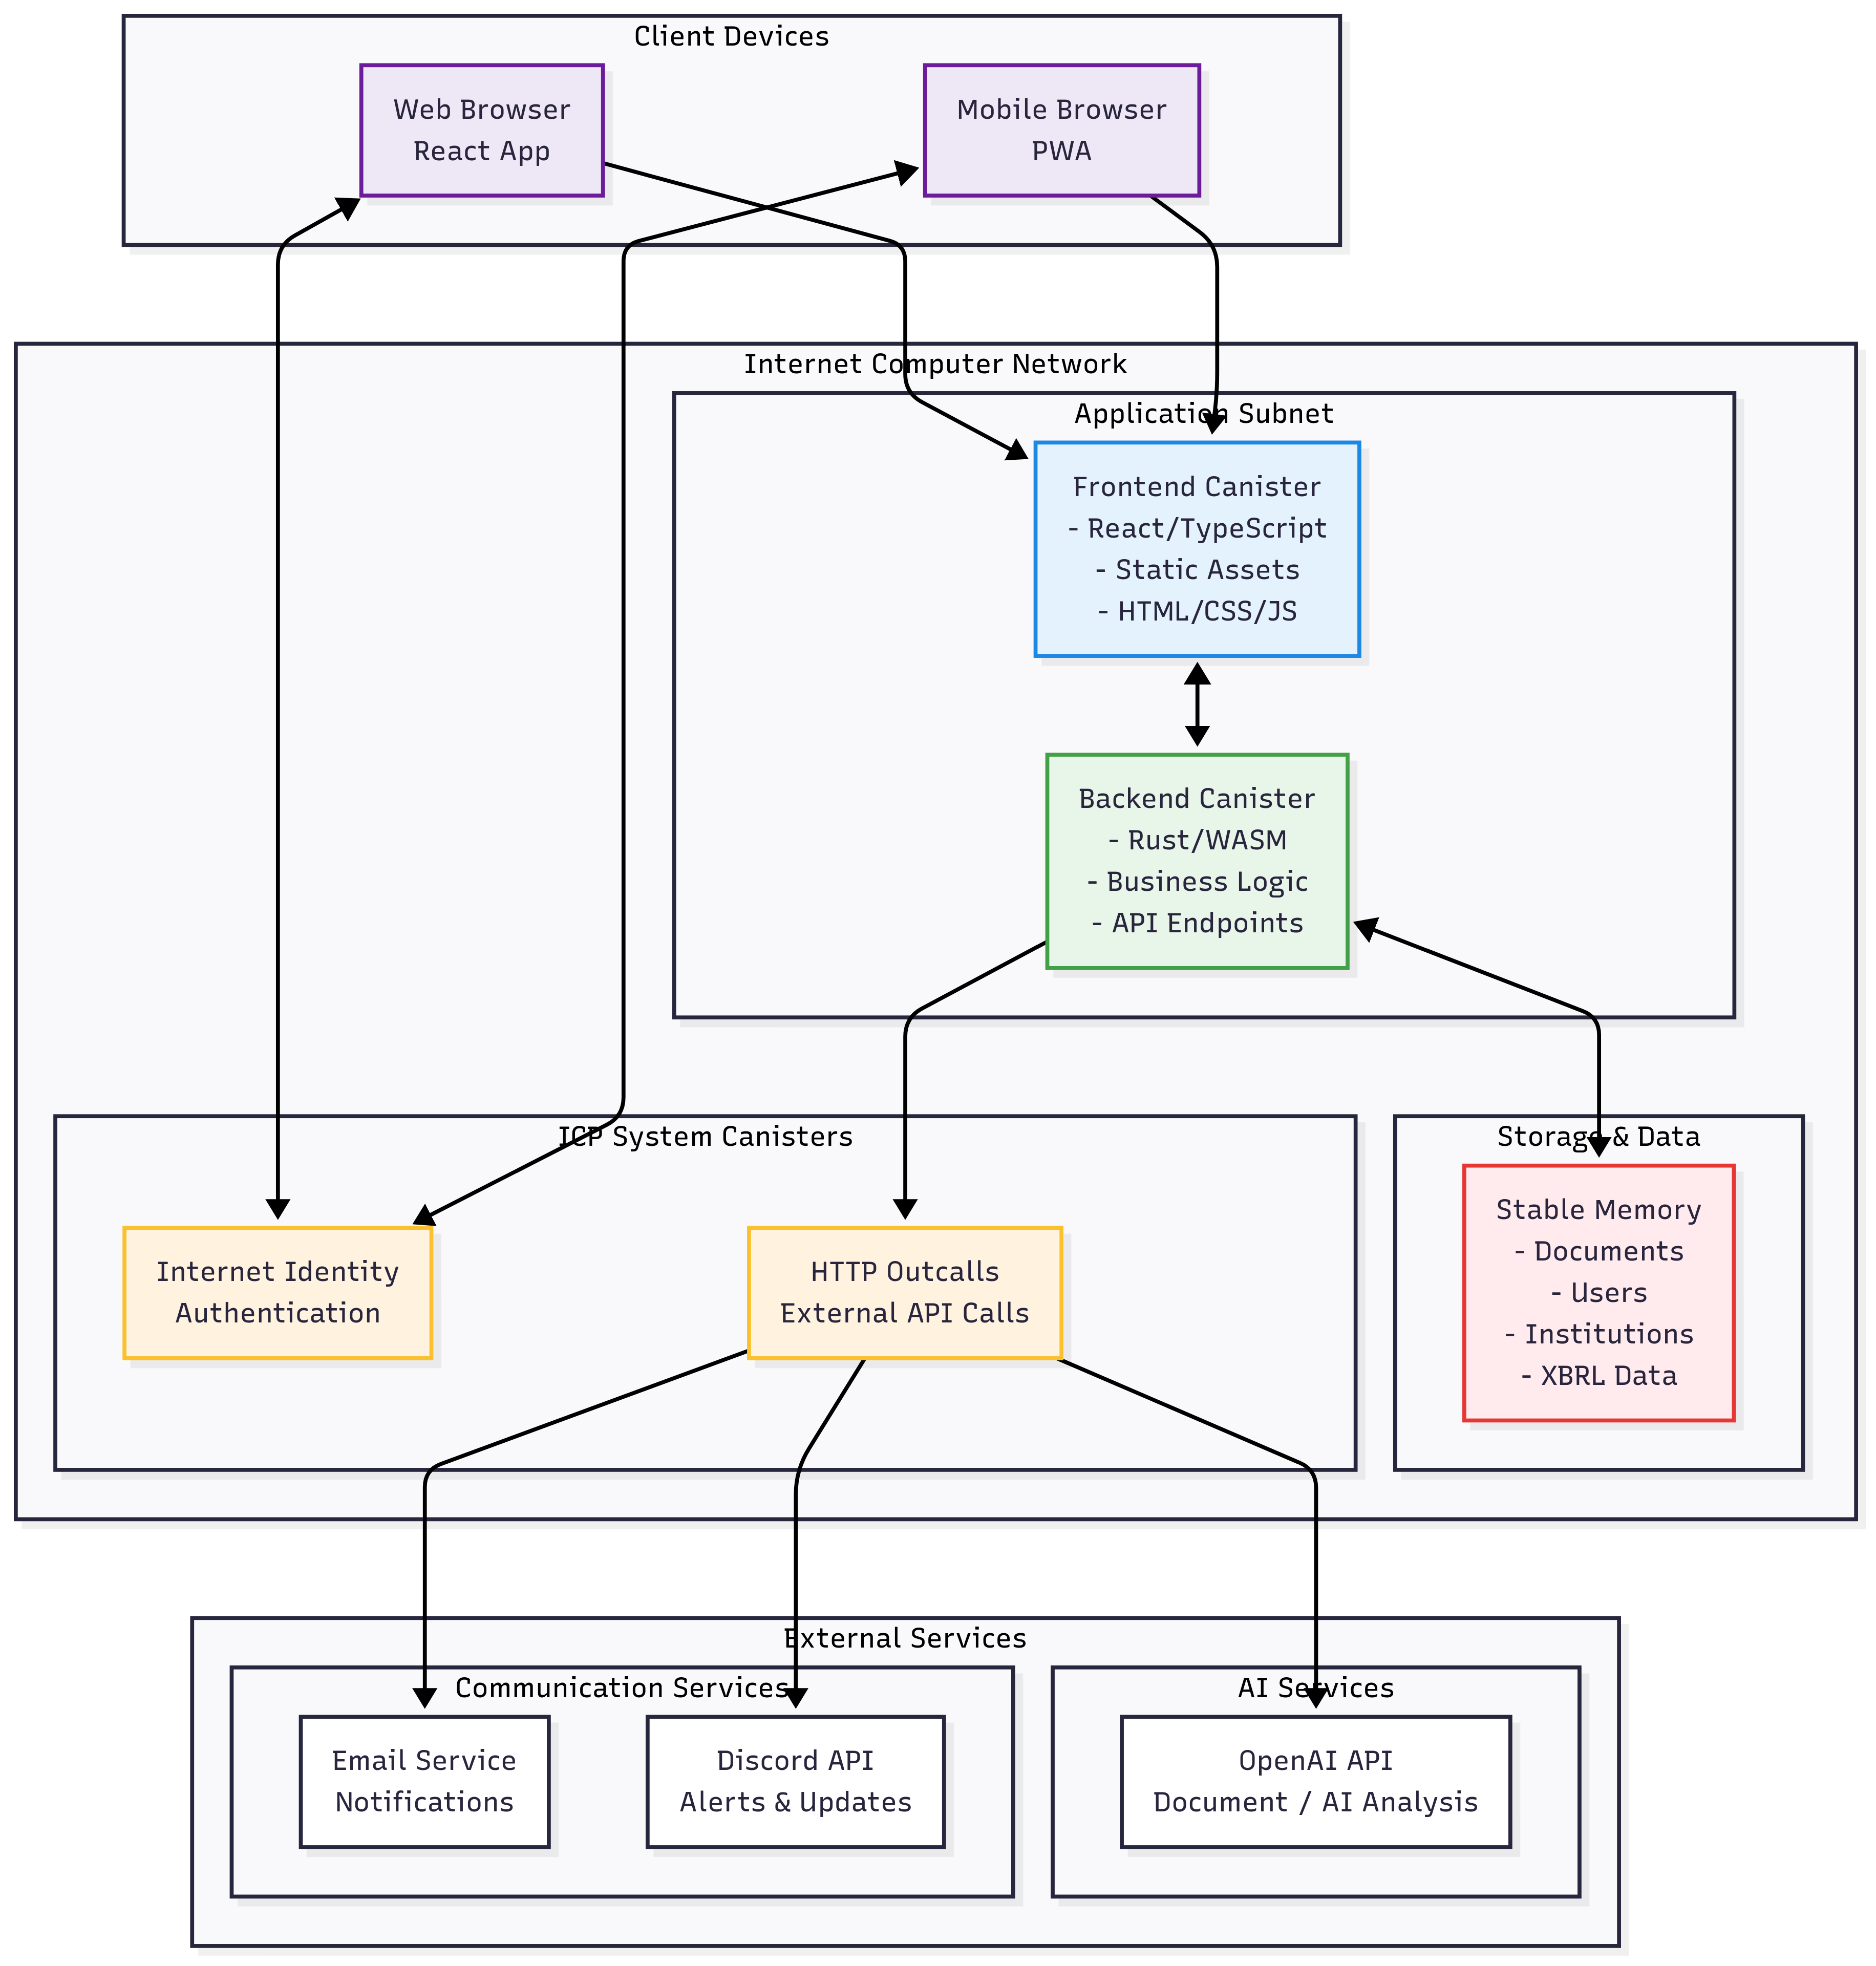 Client Devices
Web Browser
React App
Mobile Browser
PWA
Internet Computer Network
Application Subnet
Frontend Canister
- React/TypeScript
- Static Assets
- HTML/CSS/JS
Backend Canister
- Rust/WASM
- Business Logic
- API Endpoints
ICP System Canisters
Internet Identity
Authentication
HTTP Outcalls
External API Calls
Storage & Data
Stable Memory
- Documents
- Users
- Institutions
- XBRL Data
External Services
Communication Services
Email Service
Notifications
Discord API
Alerts & Updates
AI Services
OpenAI API
Document / AI Analysis